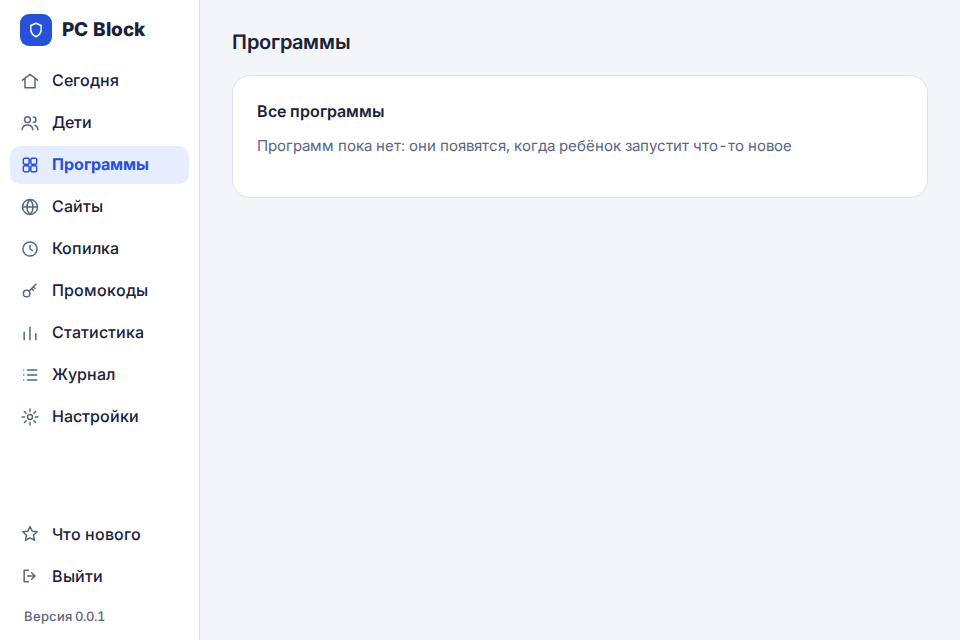 PC Block
Сегодня
Дети
Программы
Сайты
Копилка
Промокоды
Статистика
Журнал
Настройки
Что нового
Выйти
Версия 0.0.1
Программы
Все программы
Программ пока нет: они появятся, когда ребёнок запустит что-то новое